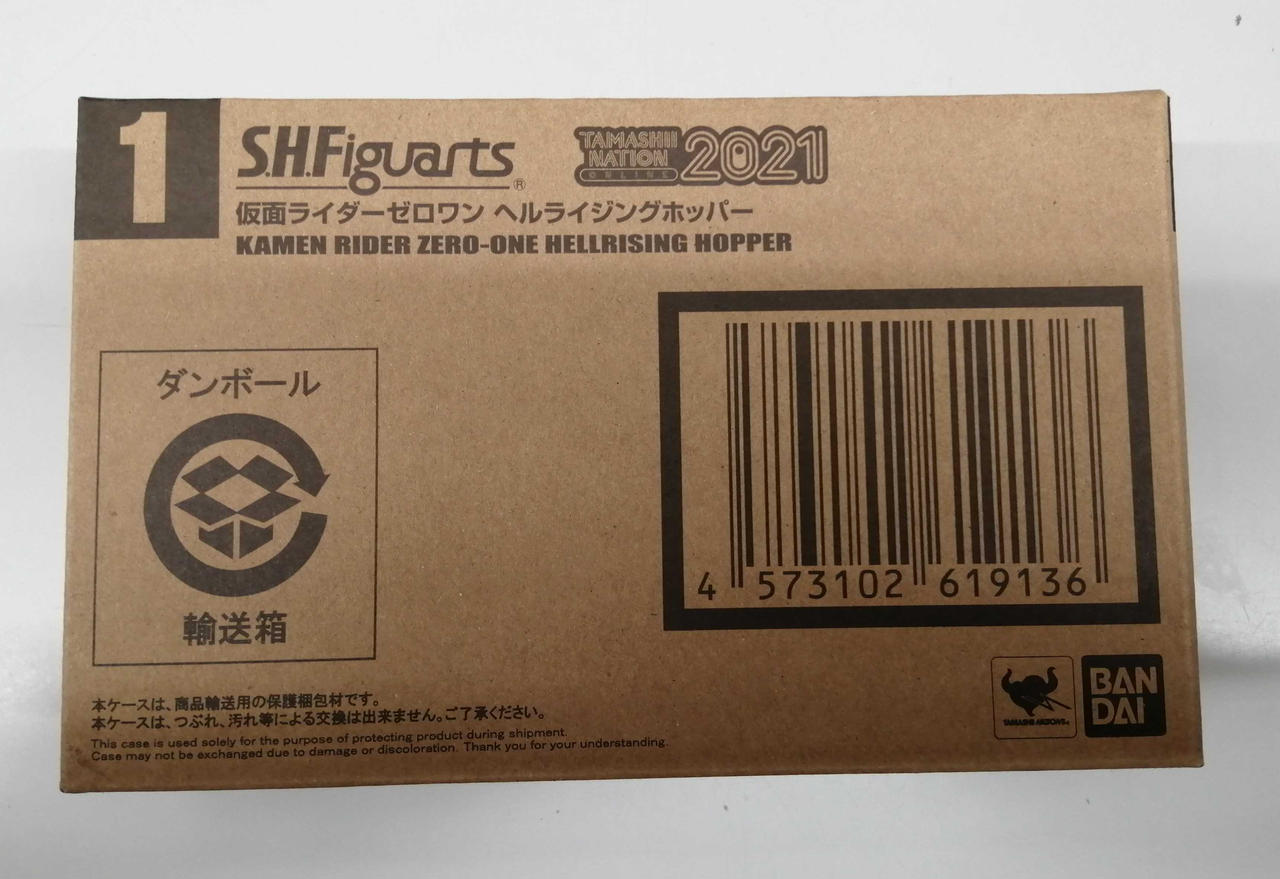 1
S.H.Figuarts®
TAMASHII
NATION
ONLINE
2021
仮面ライダーゼロワン ヘルライジングホッパー
KAMEN RIDER ZERO-ONE HELLRISING HOPPER
ダンボール
輸送箱
4 573102 619136
本ケースは、商品輸送用の保護梱包材です。
本ケースは、つぶれ、汚れ等による交換は出来ません。ご了承ください。
This case is used solely for the purpose of protecting product during shipment.
Case may not be exchanged due to damage or discoloration. Thank you for your understanding.
TAMASHII NATIONS
BAN
DAI